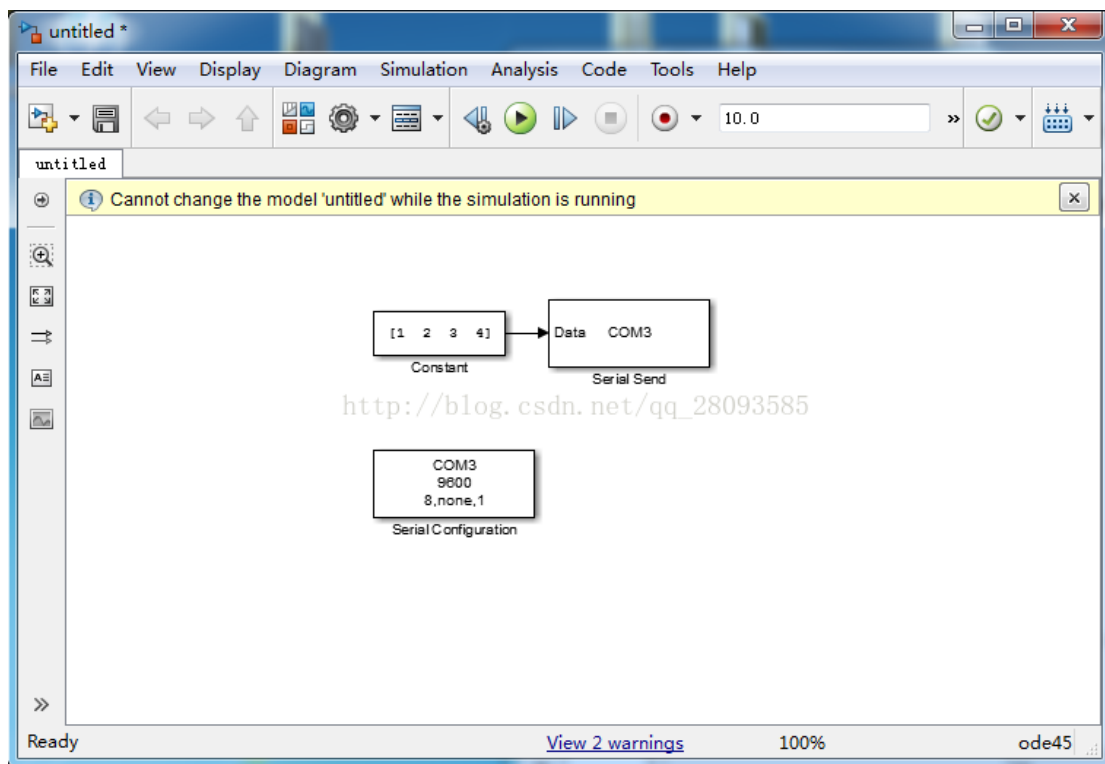 untitled *
File Edit View Display Diagram Simulation Analysis Code Tools Help
10.0
»
untitled
Cannot change the model 'untitled' while the simulation is running
[1 2 3 4]
Data COM3
Constant
Serial Send
http://blog.csdn.net/qq_28093585
COM3
9600
8,none,1
Serial Configuration
Ready View 2 warnings 100% ode45